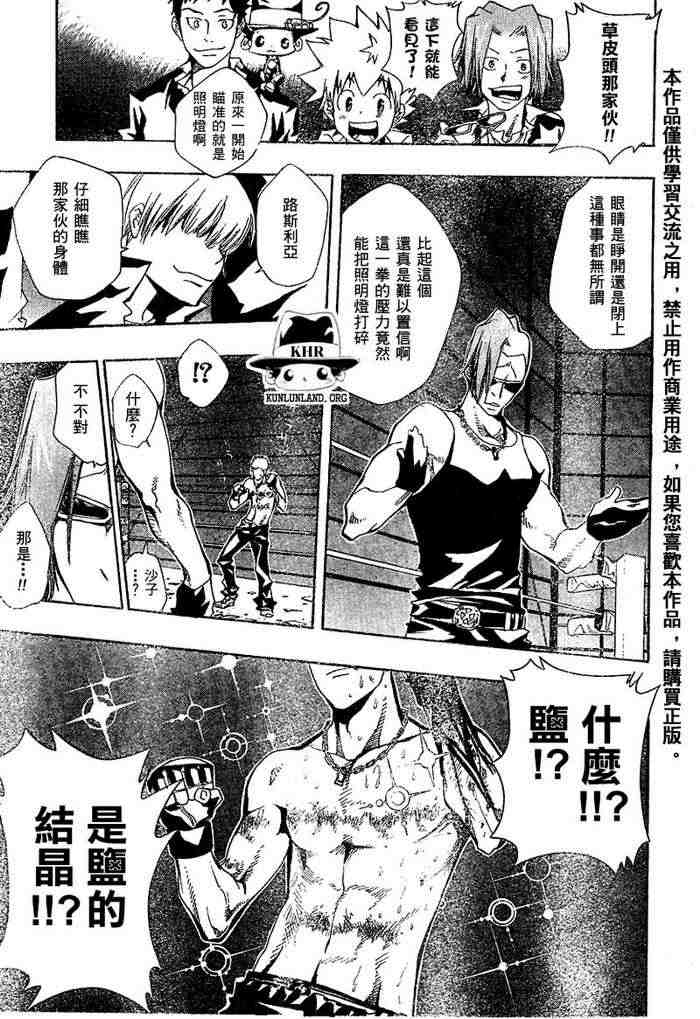 草皮頭那家伙!!
這下就能
看見了！
原來一開始
瞄准的就是
照明燈啊
眼睛是睜開還是閉上
這種事都無所謂
比起這個
還真是難以置信啊
這一拳的壓力竟然
能把照明燈打碎
路斯利亞
仔細瞧瞧
那家伙的身體
KHR
KUNLUNLAND.ORG
!?
什麼?
不不對
沙子
…?
那是…!!
什麼!!?
鹽!?
是鹽的
結晶!!?
本作品僅供學習交流之用，禁止用作商業用途，如果您喜歡本作品，請購買正版。